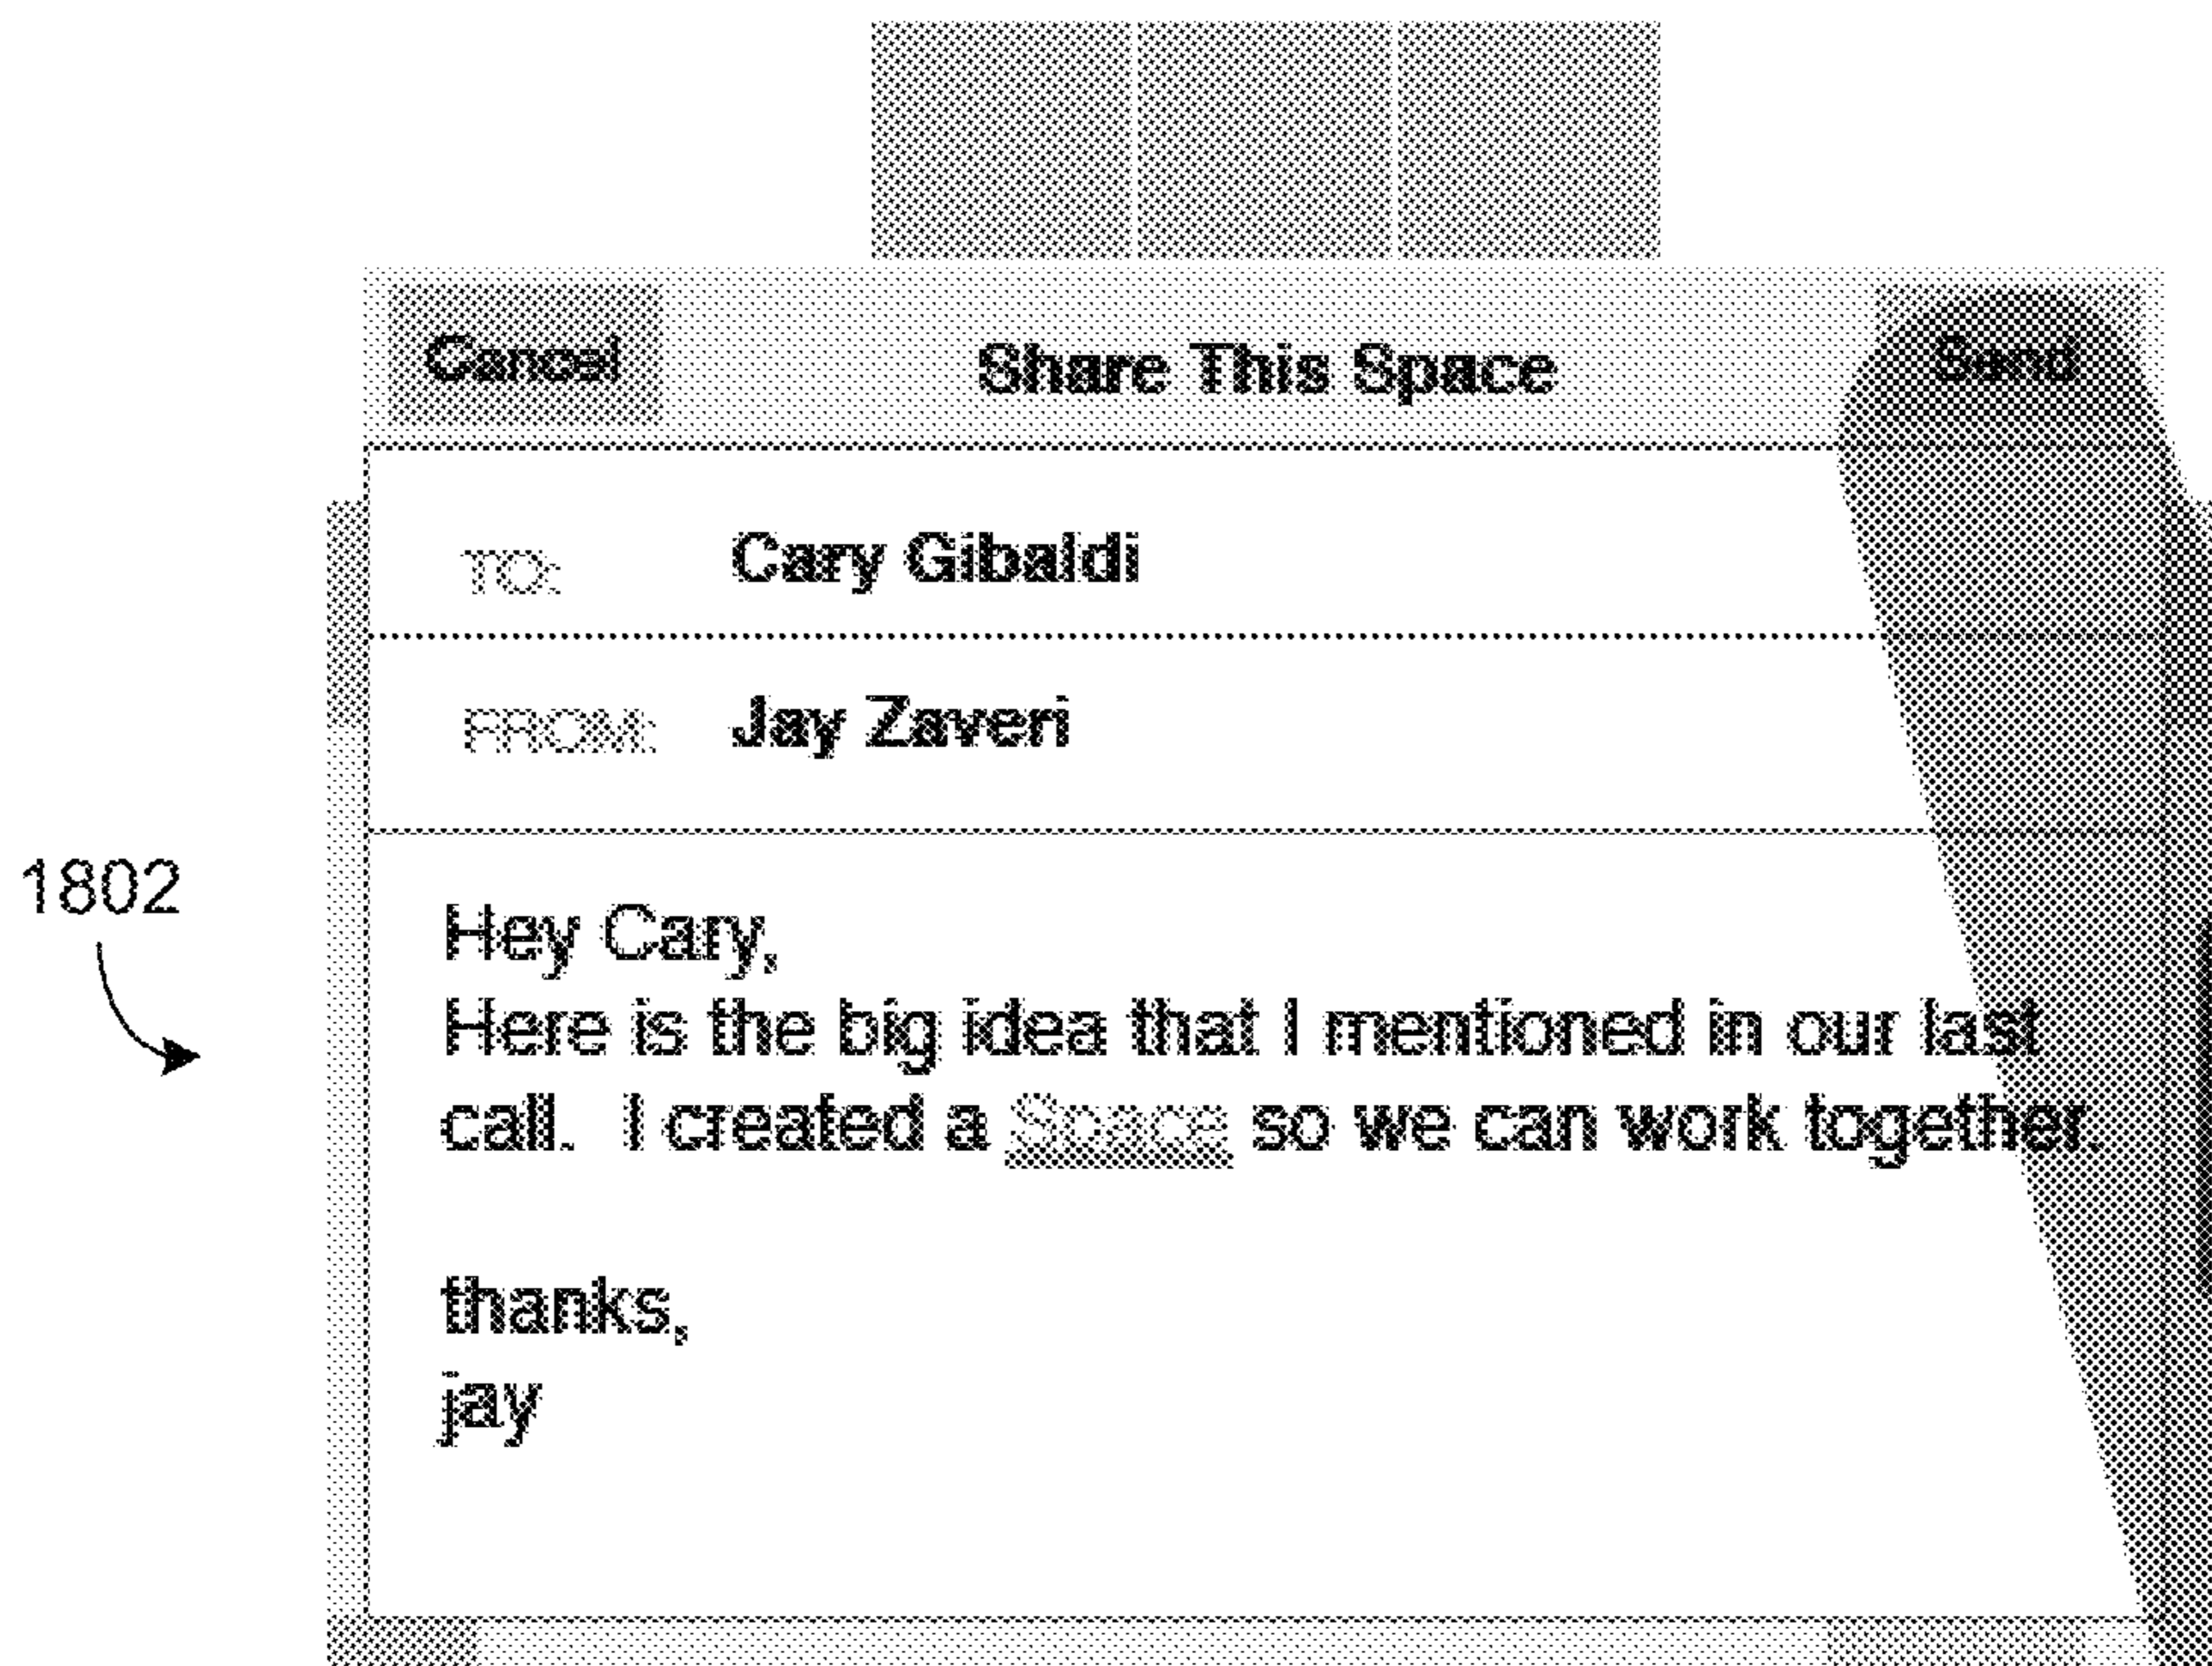 Cancel Share This Space Send
TO: Cary Gibaldi
FROM: Jay Zaveri
1802
Hey Cary,
Here is the big idea that I mentioned in our last
call. I created a Space so we can work together.
thanks,
jay